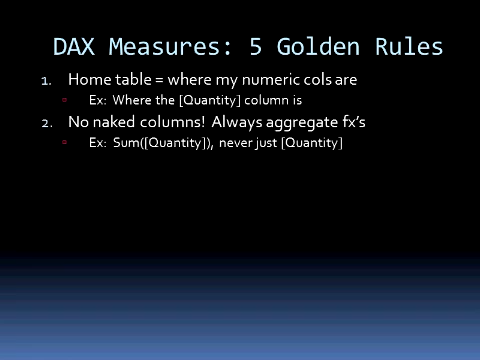 DAX Measures: 5 Golden Rules
1. Home table = where my numeric cols are
Ex: Where the [Quantity] column is
2. No naked columns! Always aggregate fx's
Ex: Sum([Quantity]), never just [Quantity]